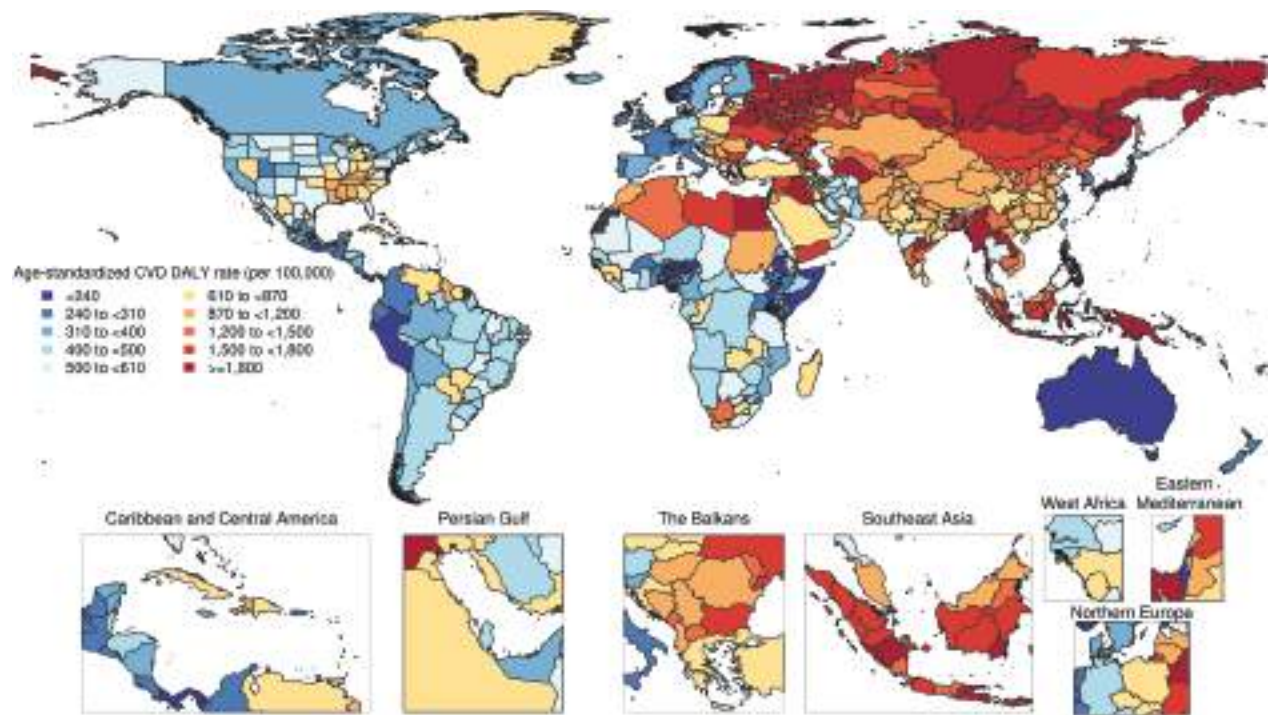 Age-standardized CVD DALY rate (per 100,000)
<240
240 to <310
310 to <400
400 to <500
500 to <610
610 to <870
870 to <1,200
1,200 to <1,500
1,500 to <1,800
>=1,800
Caribbean and Central America
Persian Gulf
The Balkans
Southeast Asia
West Africa
Eastern
Mediterranean
Northern Europe